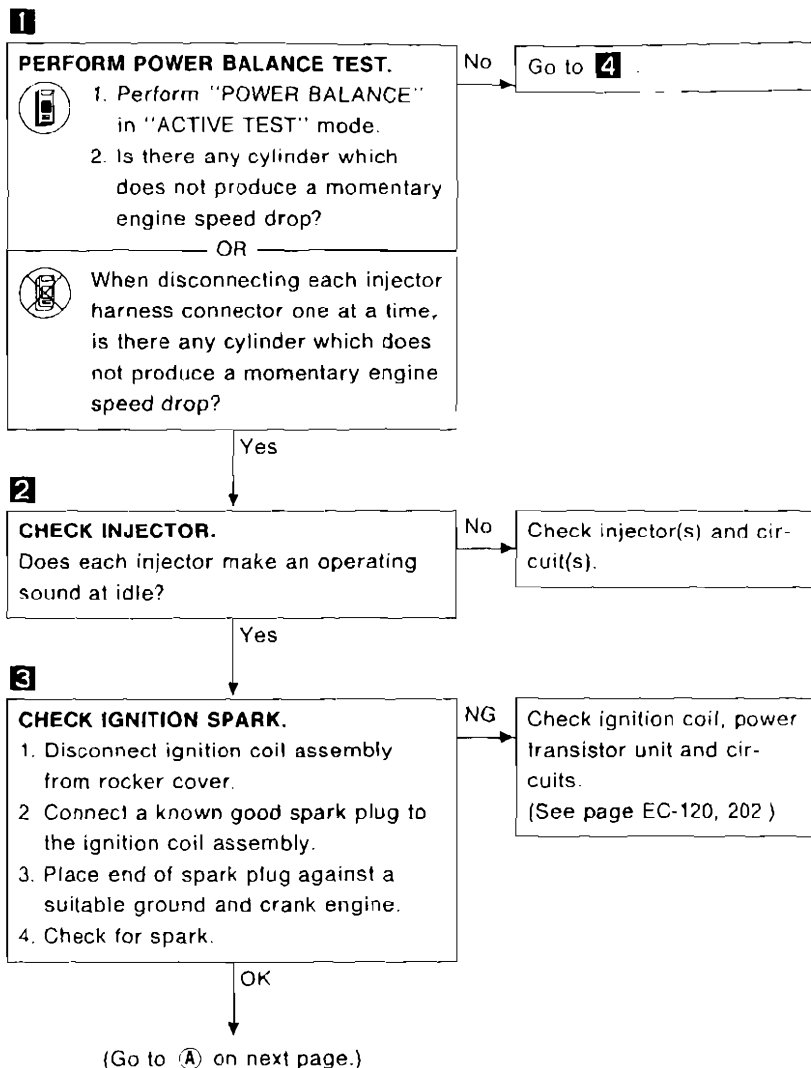 1
PERFORM POWER BALANCE TEST.
1. Perform "POWER BALANCE"
in "ACTIVE TEST" mode.
2. Is there any cylinder which
does not produce a momentary
engine speed drop?
OR
When disconnecting each injector
harness connector one at a time,
is there any cylinder which does
not produce a momentary engine
speed drop?
No
Go to 4 .
Yes
2
CHECK INJECTOR.
Does each injector make an operating
sound at idle?
No
Check injector(s) and cir-
cuit(s).
Yes
3
CHECK IGNITION SPARK.
1. Disconnect ignition coil assembly
from rocker cover.
2 Connect a known good spark plug to
the ignition coil assembly.
3. Place end of spark plug against a
suitable ground and crank engine.
4. Check for spark.
NG
Check ignition coil, power
transistor unit and cir-
cuits.
(See page EC-120, 202 )
OK
(Go to Ⓐ on next page.)